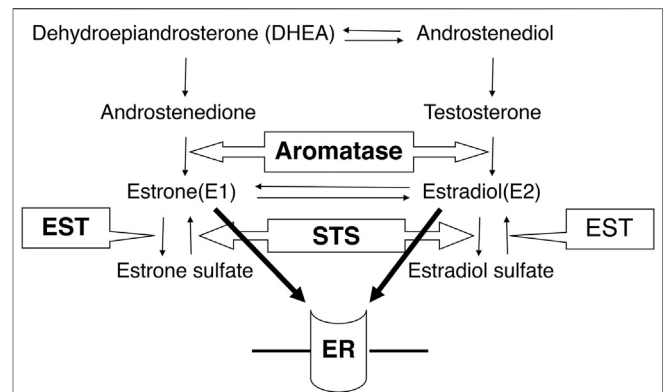 Dehydroepiandrosterone (DHEA) Androstenediol
Androstenedione Testosterone
Aromatase
Estrone(E1) Estradiol(E2)
EST STS EST
Estrone sulfate Estradiol sulfate
ER